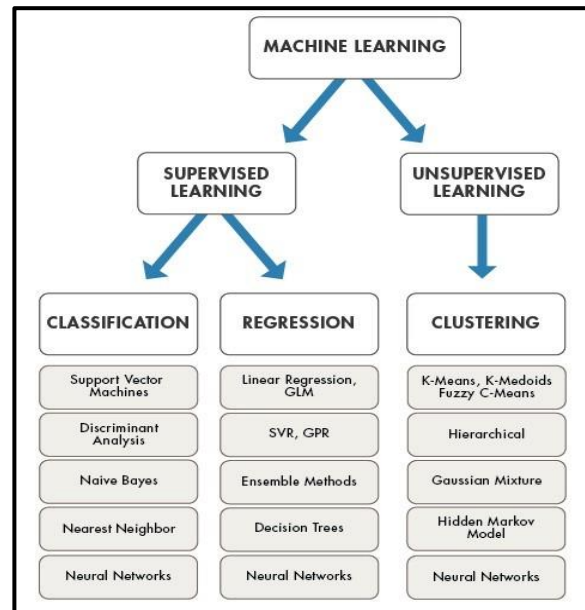 MACHINE LEARNING
SUPERVISED
LEARNING
UNSUPERVISED
LEARNING
CLASSIFICATION
REGRESSION
CLUSTERING
Support Vector
Machines
Linear Regression,
GLM
K-Means, K-Medoids
Fuzzy C-Means
Discriminant
Analysis
SVR, GPR
Hierarchical
Naive Bayes
Ensemble Methods
Gaussian Mixture
Nearest Neighbor
Decision Trees
Hidden Markov
Model
Neural Networks
Neural Networks
Neural Networks